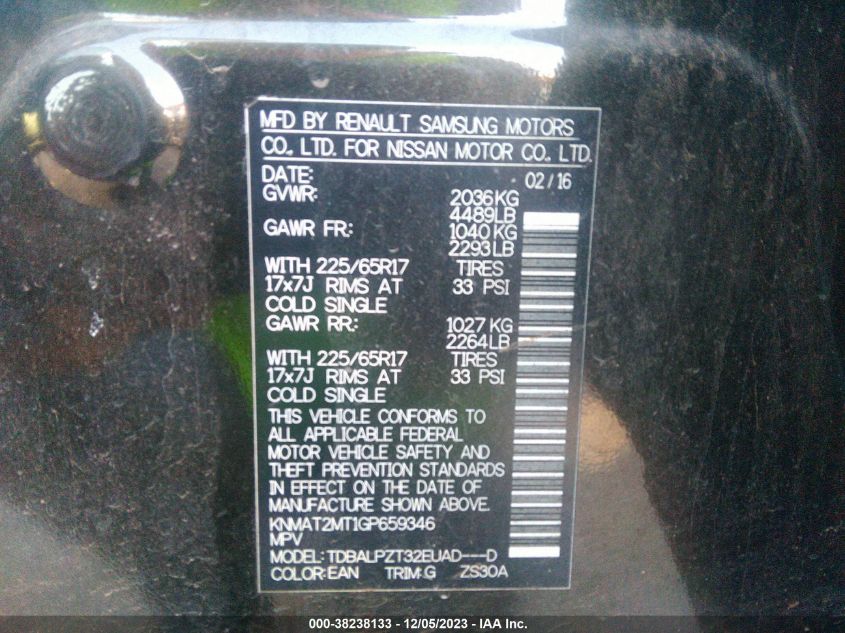 MFD BY RENAULT SAMSUNG MOTORS
CO., LTD. FOR NISSAN MOTOR CO., LTD.
DATE: 02/16
GVWR: 2036KG
4489LB
GAWR FR: 1040KG
2293LB
WITH 225/65R17 TIRES
17x7J RIMS AT 33 PSI
COLD SINGLE
GAWR RR: 1027KG
2264LB
WITH 225/65R17 TIRES
17x7J RIMS AT 33 PSI
COLD SINGLE
THIS VEHICLE CONFORMS TO
ALL APPLICABLE FEDERAL
MOTOR VEHICLE SAFETY AND
THEFT PREVENTION STANDARDS
IN EFFECT ON THE DATE OF
MANUFACTURE SHOWN ABOVE.
KNMAT2MT1GP659346
MPV
MODEL: TDBALPZT32EUAD---D
COLOR:EAN TRIM:G ZS30A
000-38238133 - 12/05/2023 - IAA Inc.